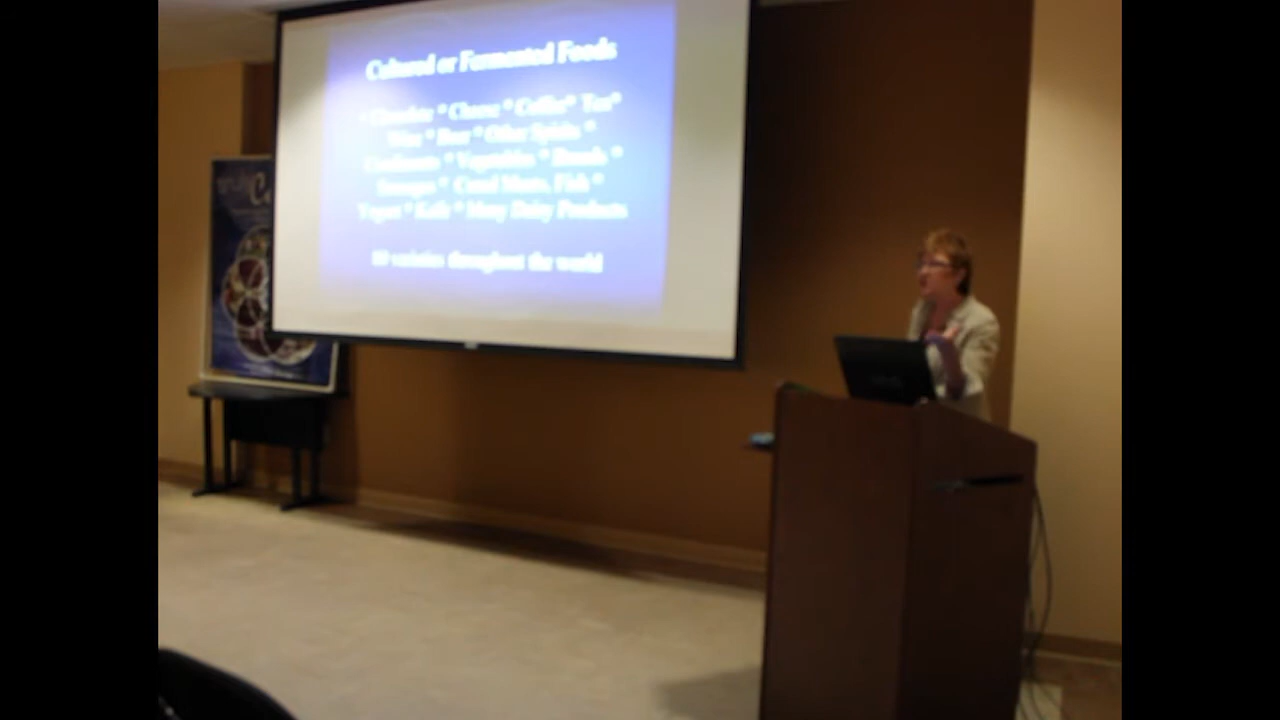 Cultured or Fermented Foods
* Chocolate * Cheese * Coffee* Tea*
Wine * Beer * Other Spirits *
Condiments * Vegetables * Breads *
Sausages * Cured Meats, Fish *
Yogurt * Kefir * Many Dairy Products
varieties throughout the world